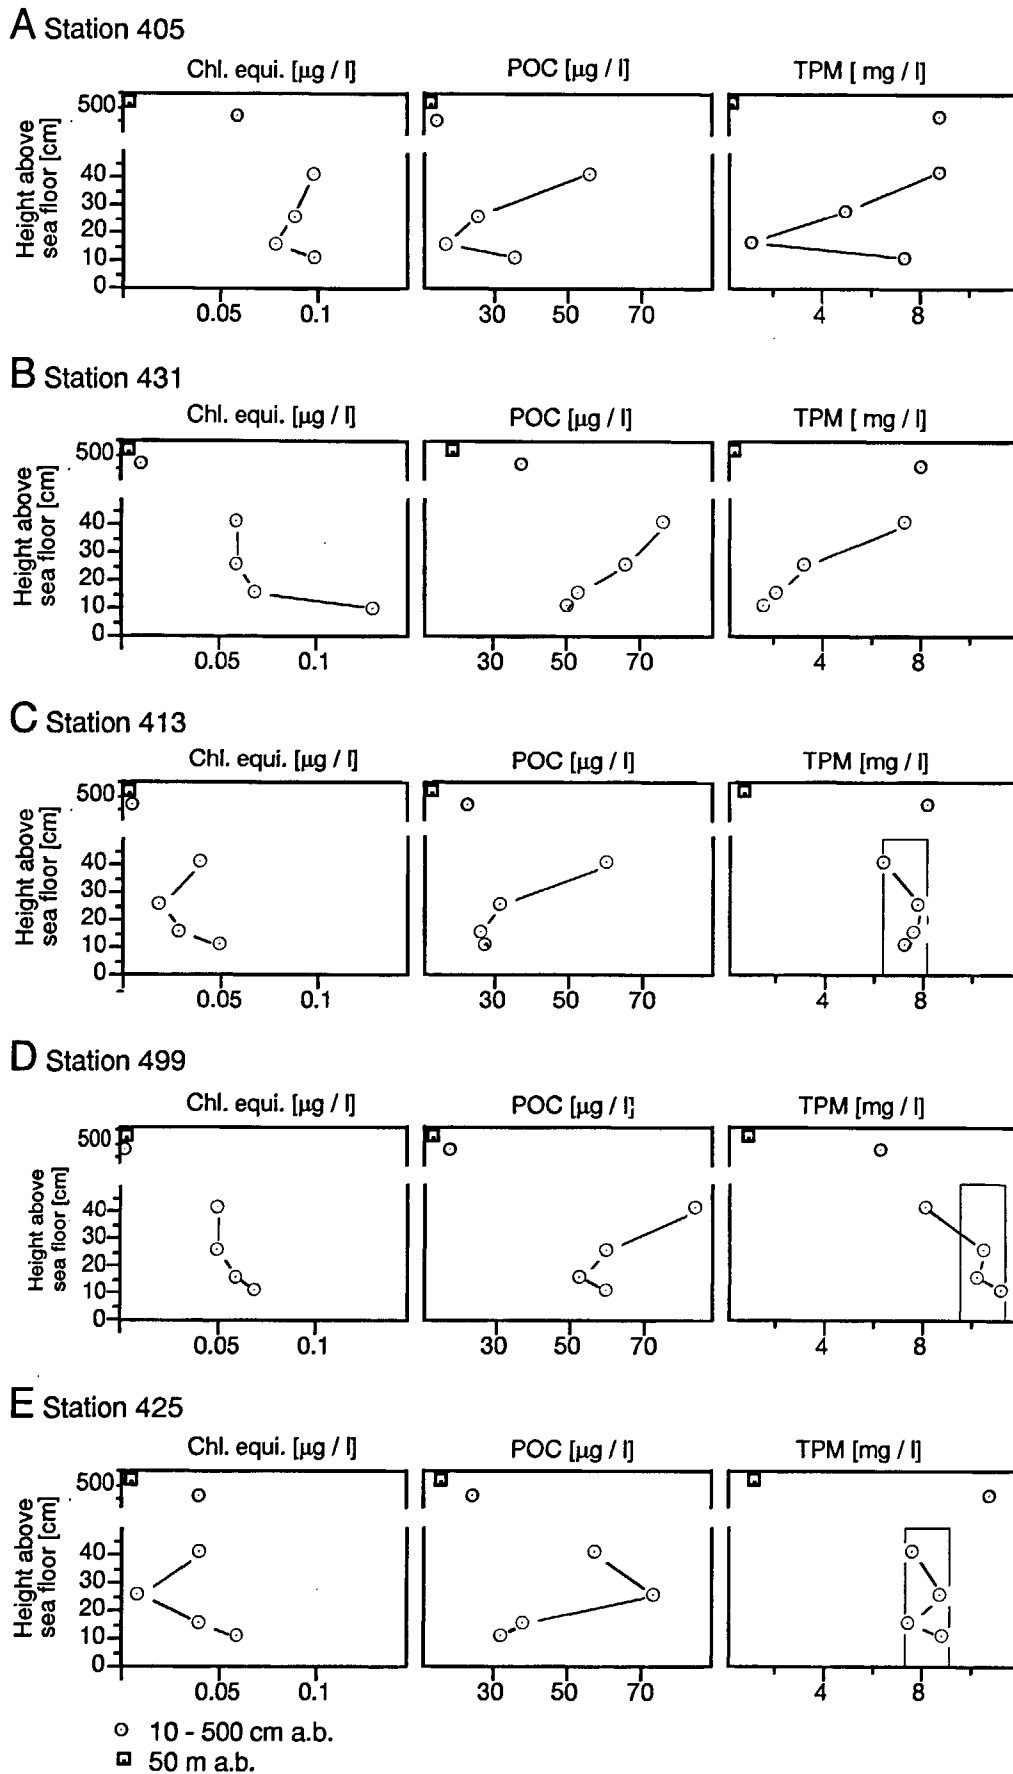 A Station 405
Chl. equi. [µg / l] POC [µg / l] TPM [ mg / l]
Height above
sea floor [cm]
500
40
30
20
10
0
0.05 0.1 30 50 70 4 8
B Station 431
Chl. equi. [µg / l] POC [µg / l] TPM [ mg / l]
Height above
sea floor [cm]
500
40
30
20
10
0
0.05 0.1 30 50 70 4 8
C Station 413
Chl. equi. [µg / l] POC [µg / l] TPM [mg / l]
Height above
sea floor [cm]
500
40
30
20
10
0
0.05 0.1 30 50 70 4 8
D Station 499
Chl. equi. [µg / l] POC [µg / l] TPM [mg / l]
Height above
sea floor [cm]
500
40
30
20
10
0
0.05 0.1 30 50 70 4 8
E Station 425
Chl. equi. [µg / l] POC [µg / l] TPM [mg / l]
Height above
sea floor [cm]
500
40
30
20
10
0
0.05 0.1 30 50 70 4 8
10 - 500 cm a.b.
50 m a.b.